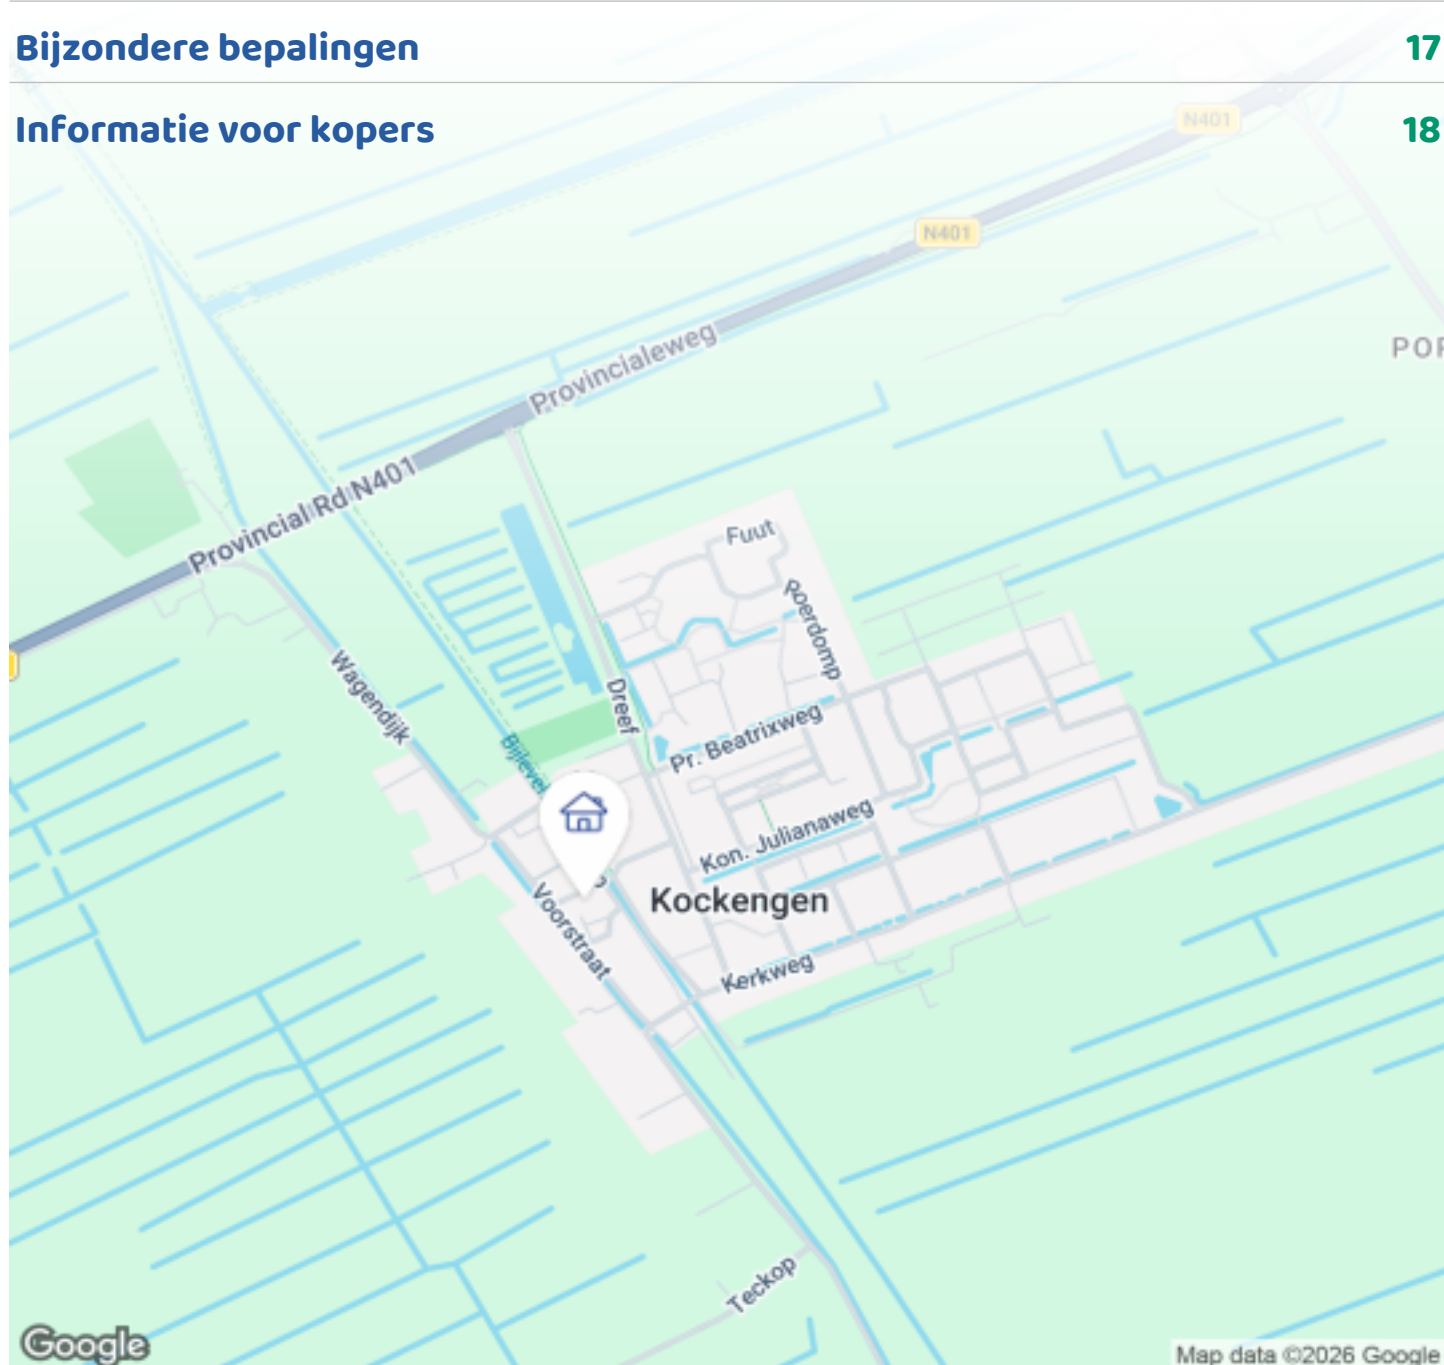 Bijzondere bepalingen 17
Informatie voor kopers 18
N401
N401
Provincialeweg
Provincial Rd N401
Fuut
Roerdomp
Wagendijk
Dreef
Pr. Beatrixweg
Kon. Julianaweg
Kockengen
Voorstraat
Kerkweg
Teckop
Google
Map data ©2026 Google